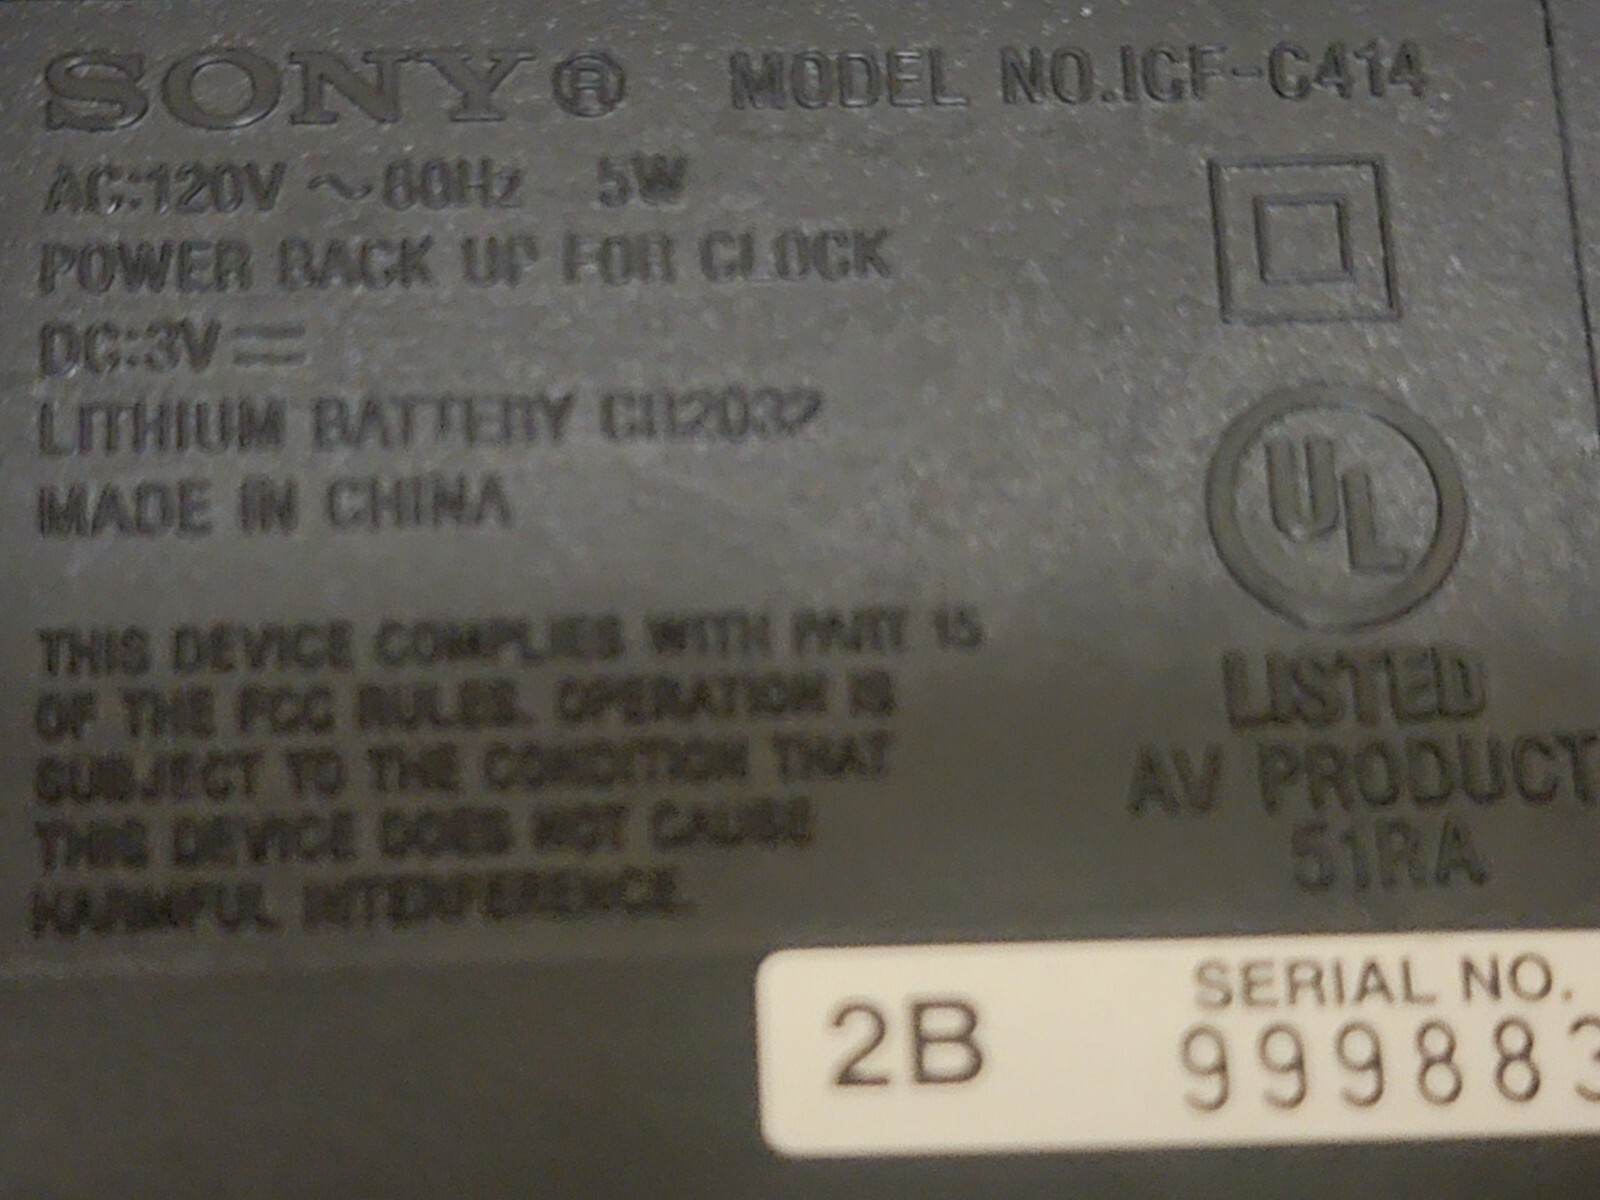 SONY® MODEL NO.ICF-C414
AC:120V ~60Hz 5W
POWER BACK UP FOR CLOCK
DC:3V⎓
LITHIUM BATTERY CR2032
MADE IN CHINA
THIS DEVICE COMPLIES WITH PART 15
OF THE FCC RULES. OPERATION IS
SUBJECT TO THE CONDITION THAT
THIS DEVICE DOES NOT CAUSE
HARMFUL INTERFERENCE.
UL
LISTED
AV PRODUCT
51RA
SERIAL NO.
2B 999883